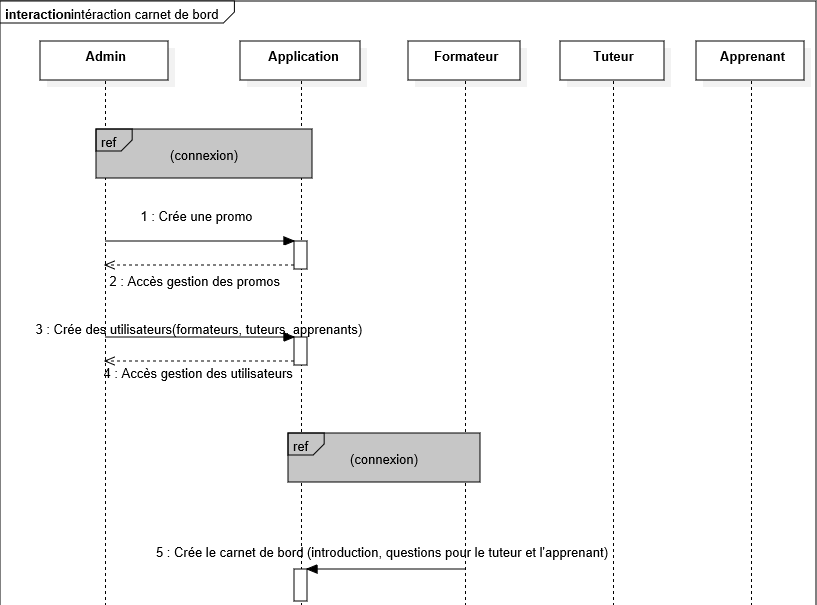 interactionintéraction carnet de bord
Admin
Application
Formateur
Tuteur
Apprenant
ref
(connexion)
1 : Crée une promo
2 : Accès gestion des promos
3 : Crée des utilisateurs(formateurs, tuteurs, apprenants)
4 : Accès gestion des utilisateurs
ref
(connexion)
5 : Crée le carnet de bord (introduction, questions pour le tuteur et l'apprenant)